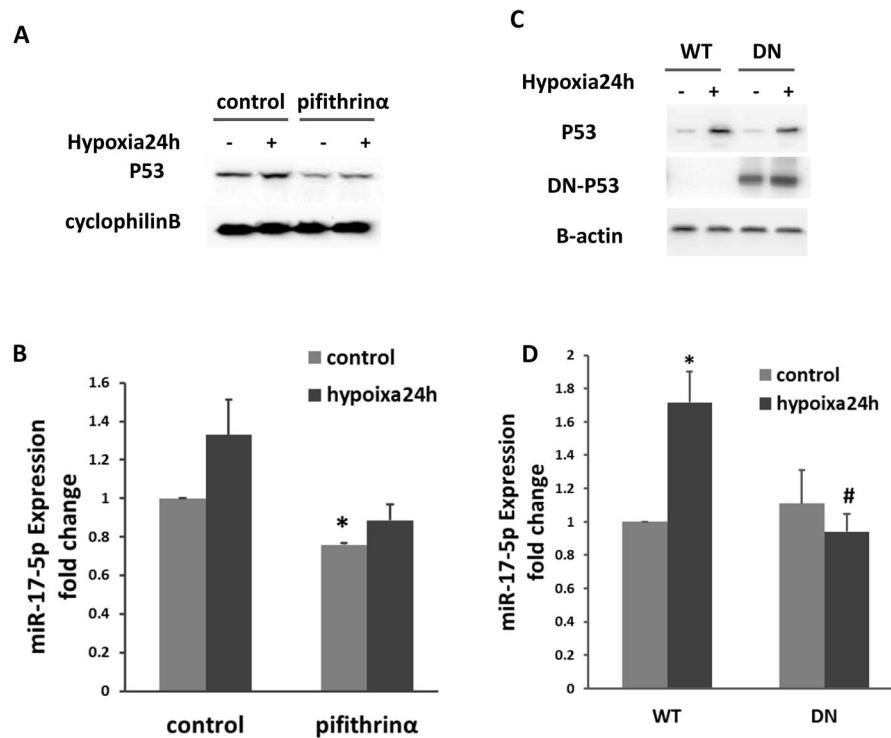 A
control pifithrinα
Hypoxia24h - + - +
P53
cyclophilinB
B
control
hypoixa24h
miR-17-5p Expression
fold change
1.6
1.4
1.2
1
0.8
0.6
0.4
0.2
0
*
control pifithrinα
C
WT DN
Hypoxia24h - + - +
P53
DN-P53
B-actin
D
control
hypoixa24h
miR-17-5p Expression
fold change
2
1.8
1.6
1.4
1.2
1
0.8
0.6
0.4
0.2
0
*
#
WT DN